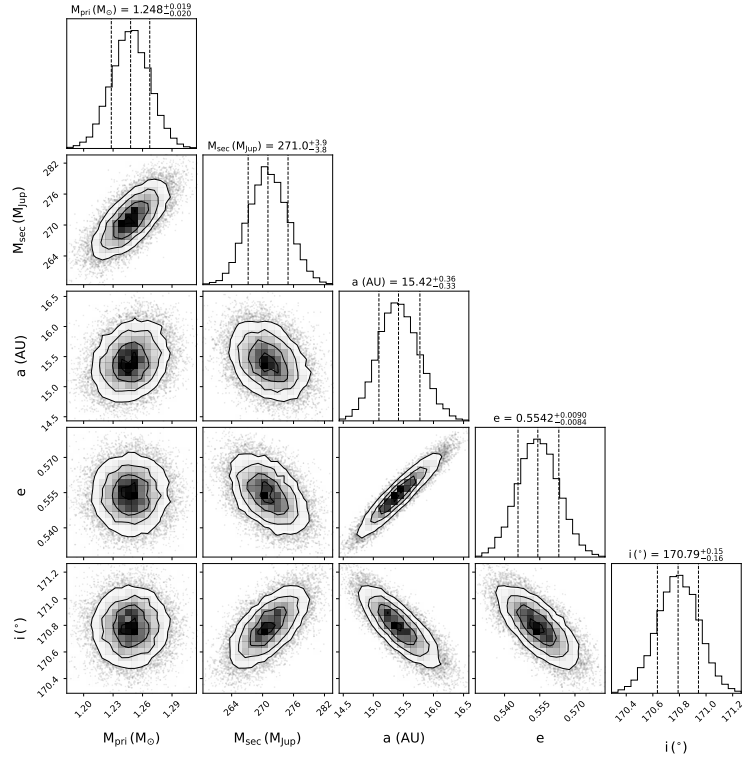 M_pri (M_⊙) = 1.248^{+0.019}_{−0.020}
M_sec (M_Jup) = 271.0^{+3.9}_{−3.8}
282
276
270
264
M_sec (M_Jup)
a (AU) = 15.42^{+0.36}_{−0.33}
16.5
16.0
15.5
15.0
14.5
a (AU)
e = 0.5542^{+0.0090}_{−0.0084}
0.570
0.555
0.540
e
i (°) = 170.79^{+0.15}_{−0.16}
171.2
171.0
170.8
170.6
170.4
i (°)
1.20 1.23 1.26 1.29
264 270 276 282
14.5 15.0 15.5 16.0 16.5
0.540 0.555 0.570
170.4 170.6 170.8 171.0 171.2
M_pri (M_⊙) M_sec (M_Jup) a (AU) e i (°)